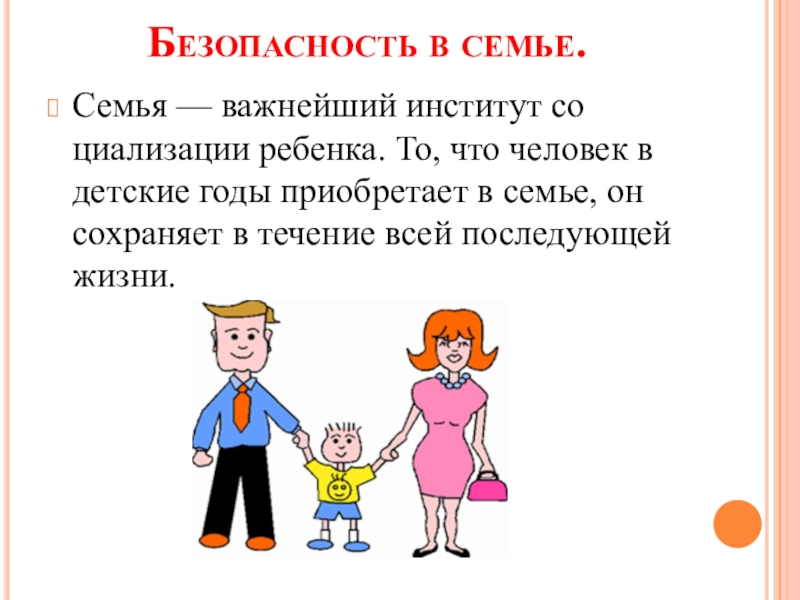 Безопасность в семье.
Семья — важнейший институт со
циализации ребенка. То, что человек в
детские годы приобретает в семье, он
сохраняет в течение всей последующей
жизни.